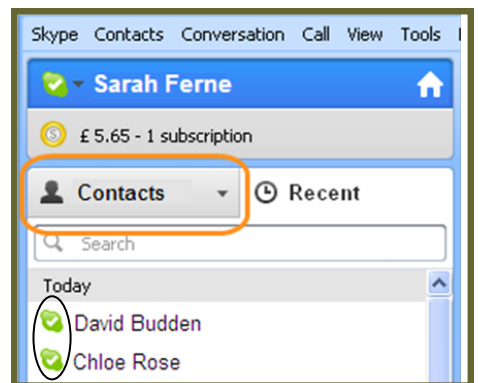 Skype Contacts Conversation Call View Tools
Sarah Ferne
£ 5.65 - 1 subscription
Contacts Recent
Search
Today
David Budden
Chloe Rose